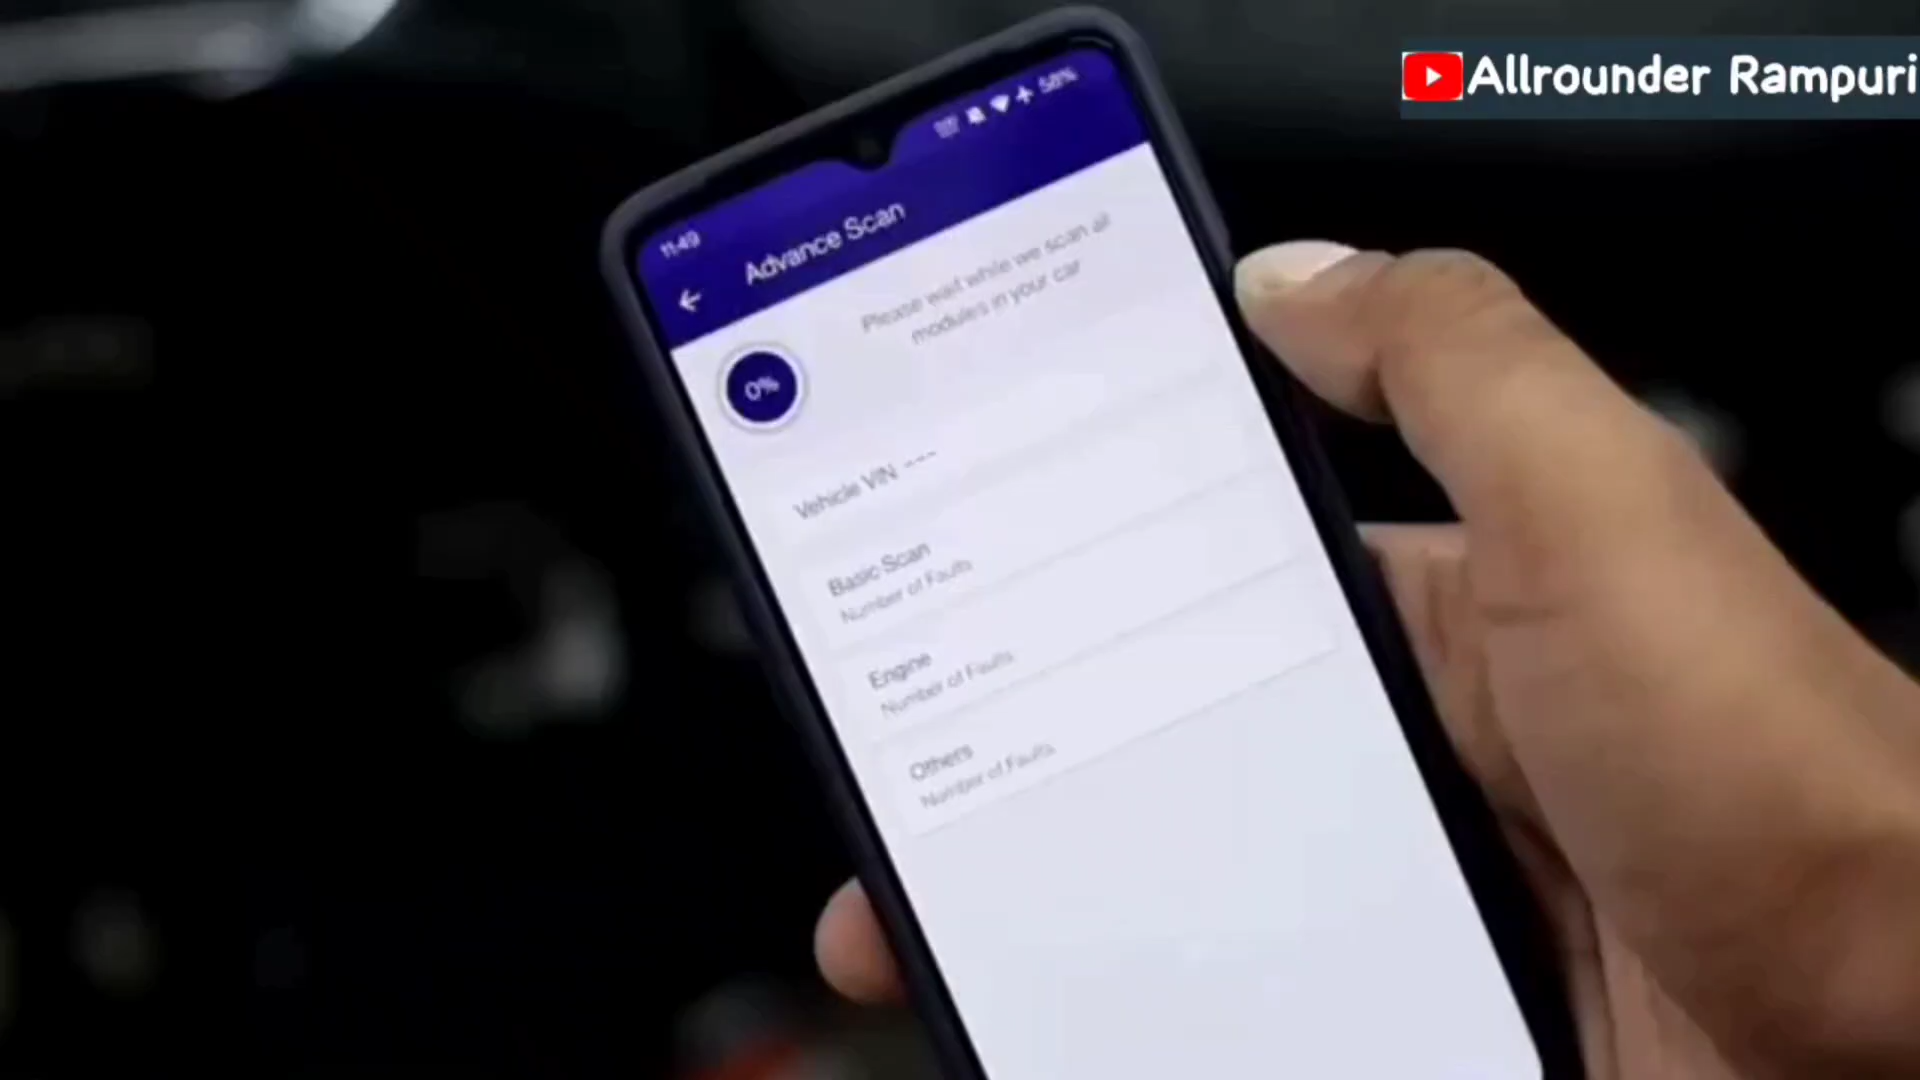 Allrounder Rampuri
58%
11:49
Advance Scan
Please wait while we scan all
modules in your car
0%
Vehicle VIN ---
Basic Scan
Number of Faults
Engine
Number of Faults
Others
Number of Faults